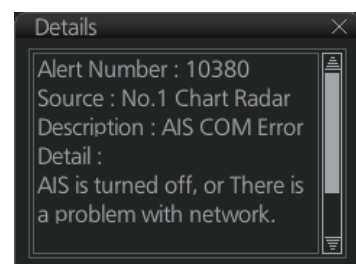 Details
Alert Number : 10380
Source : No.1 Chart Radar
Description : AIS COM Error
Detail :
AIS is turned off, or There is
a problem with network.